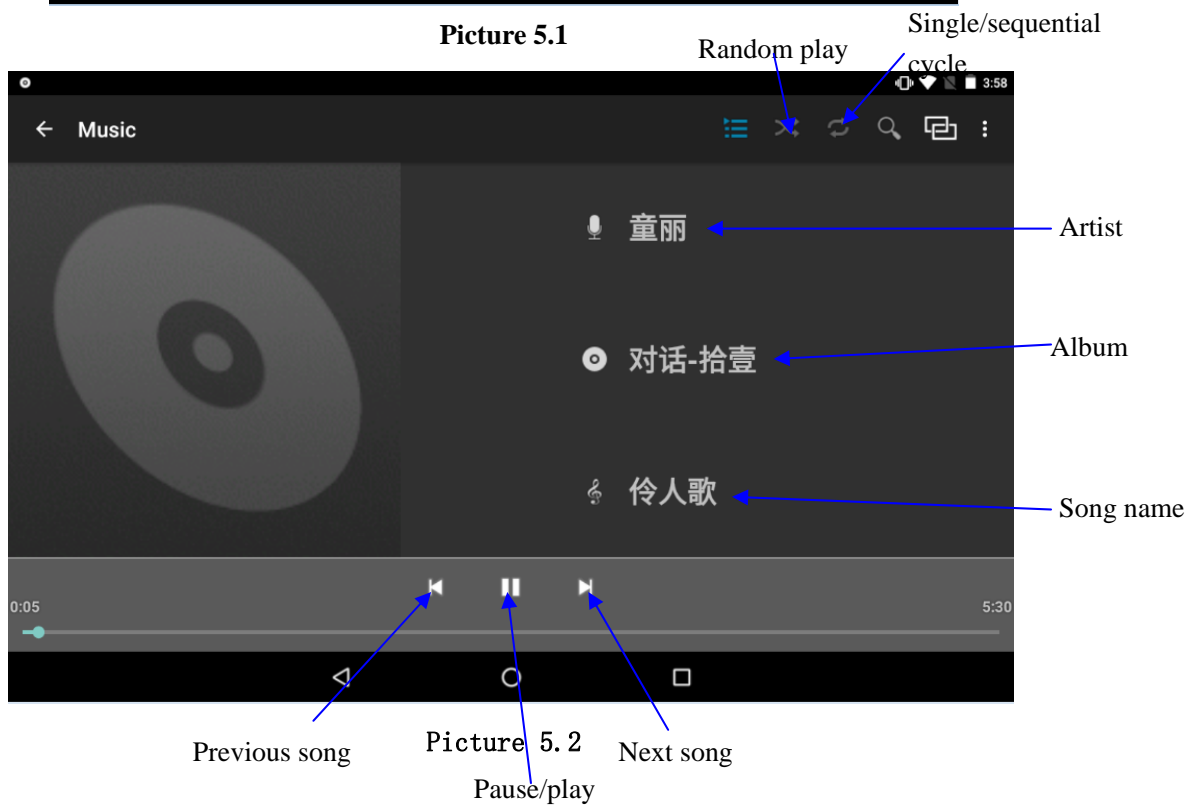 Picture 5.1
Single/sequential
cycle
Random play
3:58
Music
童丽
Artist
对话-拾壹
Album
伶人歌
Song name
0:05
5:30
Previous song
Picture 5.2
Next song
Pause/play